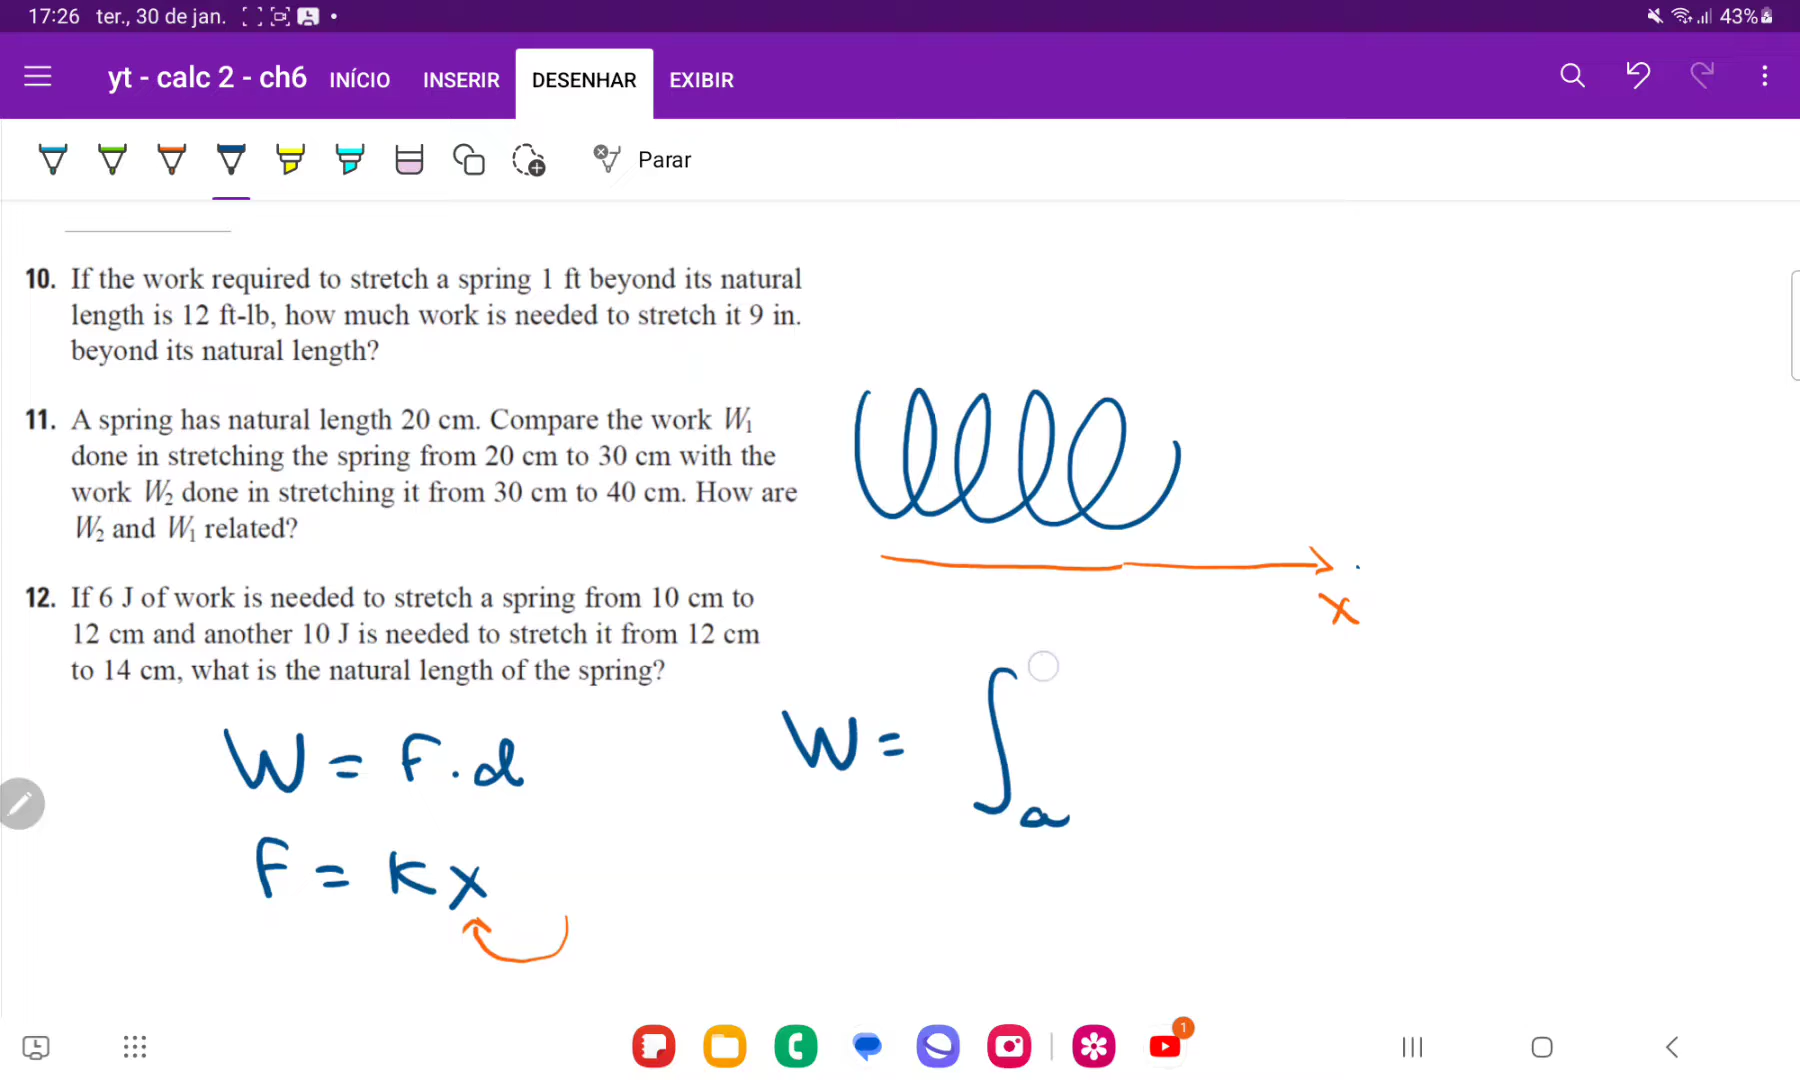 17:26 ter., 30 de jan.
43%
yt - calc 2 - ch6 INÍCIO INSERIR DESENHAR EXIBIR
Parar
10. If the work required to stretch a spring 1 ft beyond its natural
length is 12 ft-lb, how much work is needed to stretch it 9 in.
beyond its natural length?
11. A spring has natural length 20 cm. Compare the work W₁
done in stretching the spring from 20 cm to 30 cm with the
work W₂ done in stretching it from 30 cm to 40 cm. How are
W₂ and W₁ related?
12. If 6 J of work is needed to stretch a spring from 10 cm to
12 cm and another 10 J is needed to stretch it from 12 cm
to 14 cm, what is the natural length of the spring?
x
W = F . d
W = ∫ₐ
F = K x
1